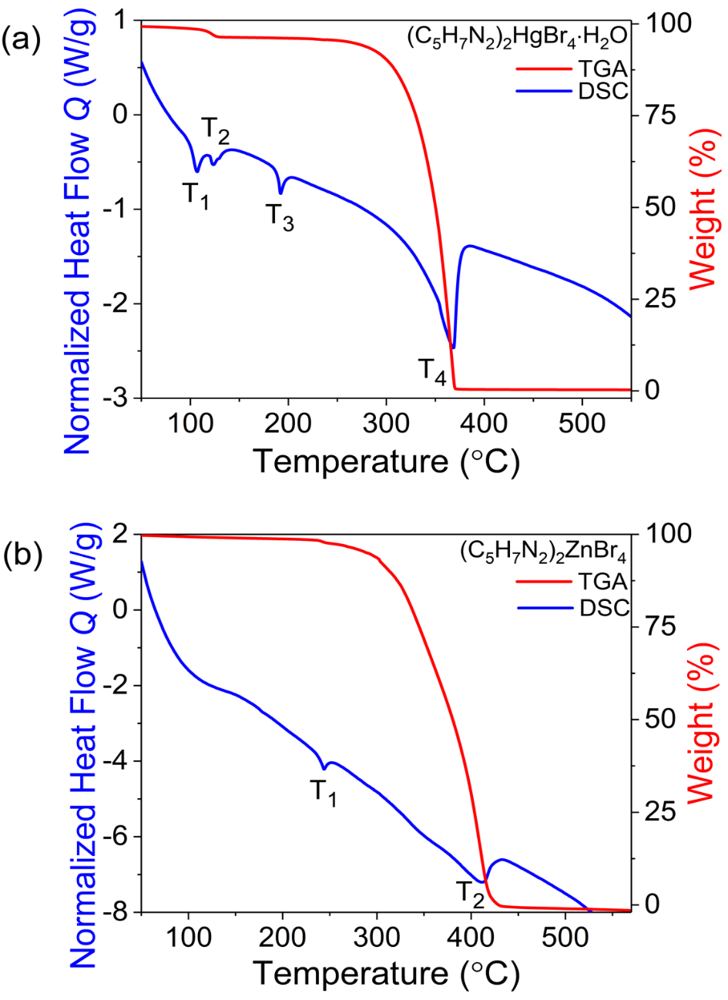 (a)
Normalized Heat Flow Q (W/g)
1
0
-1
-2
-3
(C₅H₇N₂)₂HgBr₄·H₂O
TGA
DSC
T₁
T₂
T₃
T₄
100
75
50
25
0
Weight (%)
100 200 300 400 500
Temperature (°C)
(b)
Normalized Heat Flow Q (W/g)
2
0
-2
-4
-6
-8
(C₅H₇N₂)₂ZnBr₄
TGA
DSC
T₁
T₂
100
75
50
25
0
Weight (%)
100 200 300 400 500
Temperature (°C)